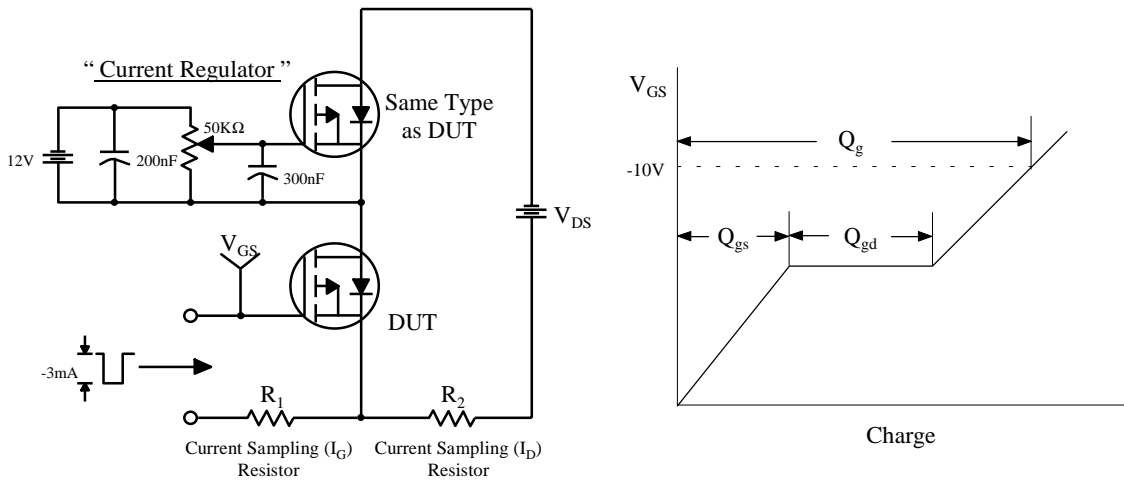 “ Current Regulator ”
12V
200nF
50KΩ
300nF
Same Type
as DUT
V_DS
V_GS
DUT
-3mA
R_1
R_2
Current Sampling (I_G)
Resistor
Current Sampling (I_D)
Resistor
V_GS
-10V
Q_g
Q_gs
Q_gd
Charge